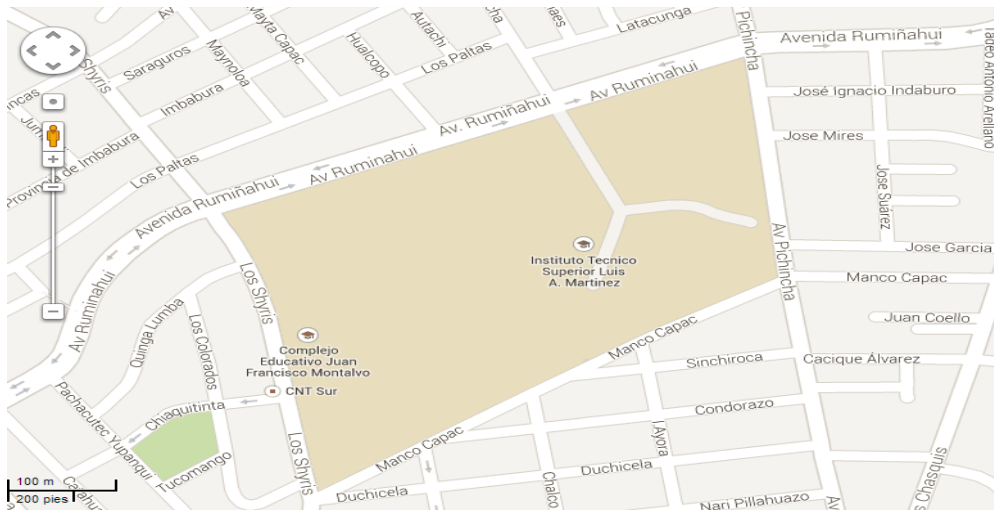 Mayta Capac
Autachi
Latacunga
Pichincha
Avenida Rumiñahui
Tadeo Antonio Arellano
Shyris
Saraguros
Maynoloa
Hualcopo
Los Paltas
Av Ruminahui
José Ignacio Indaburo
Imbabura
Av. Ruminahui
Jose Mires
Provincia de Imbabura
Los Paltas
Av Ruminahui
Jose Suárez
Avenida Rumiñahui
Av Pichincha
Jose Garcia
Instituto Tecnico
Superior Luis
A. Martinez
Los Shyris
Manco Capac
Av Ruminahui
Quinga Lumba
Los Colorados
Juan Coello
Manco Capac
Complejo
Educativo Juan
Francisco Montalvo
Sinchiroca
Cacique Álvarez
CNT Sur
Pachacutec Yupanqui
Chiaquitinta
Condorazo
Los Shyris
Manco Capac
I Ayora
Tucomango
Duchicela
Chalco
s Chasquis
100 m
200 pies
Duchicela
Nari Pillahuazo
Av